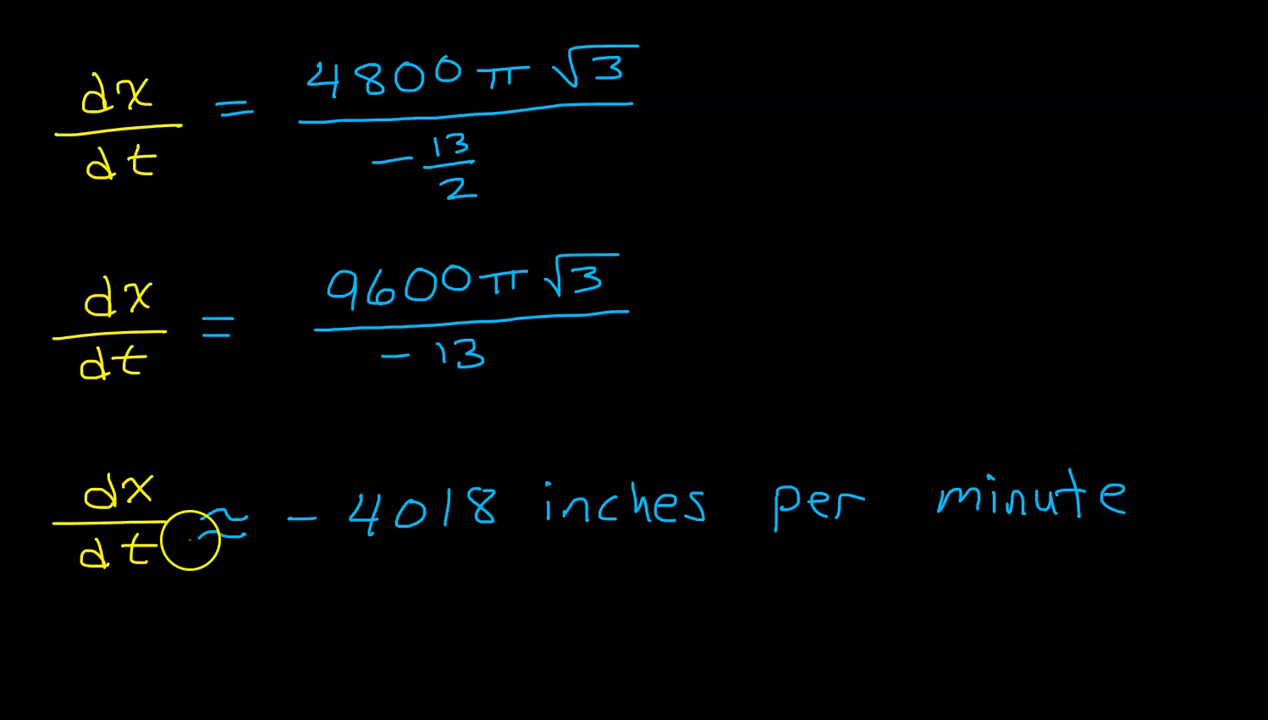 dx/dt = 4800π√3 / -13/2
dx/dt = 9600π√3 / -13
dx/dt ≈ -4018 inches per minute